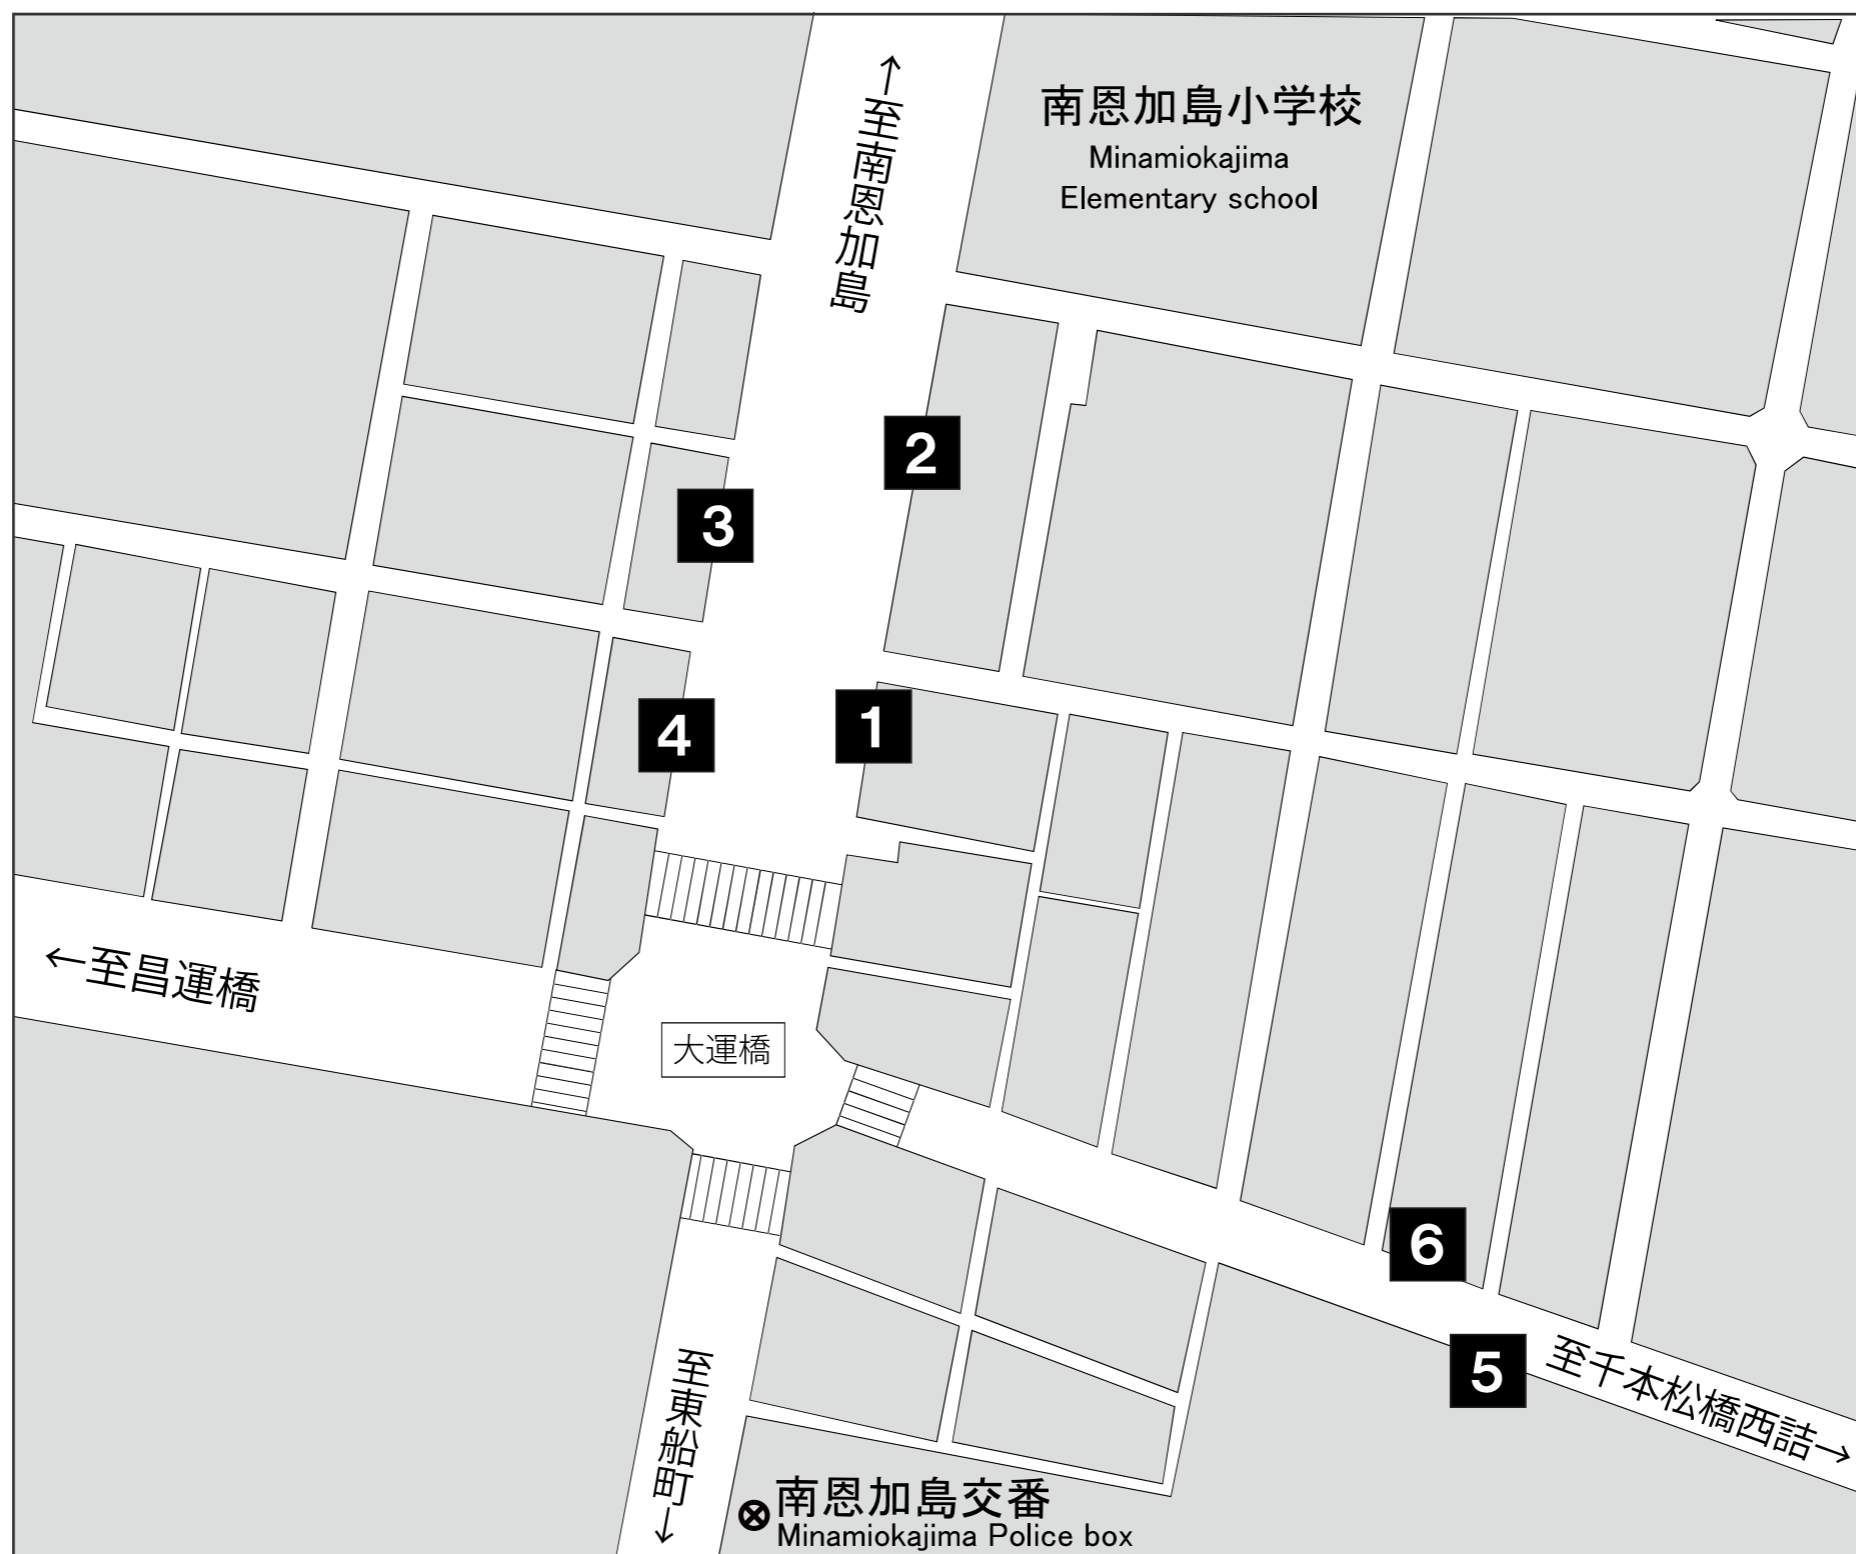 ↑至南恩加島
南恩加島小学校
Minamiokajima
Elementary school
2
3
1
4
←至昌運橋
大運橋
6
5
至千本松橋西詰→
至東船町↓
南恩加島交番
Minamiokajima Police box